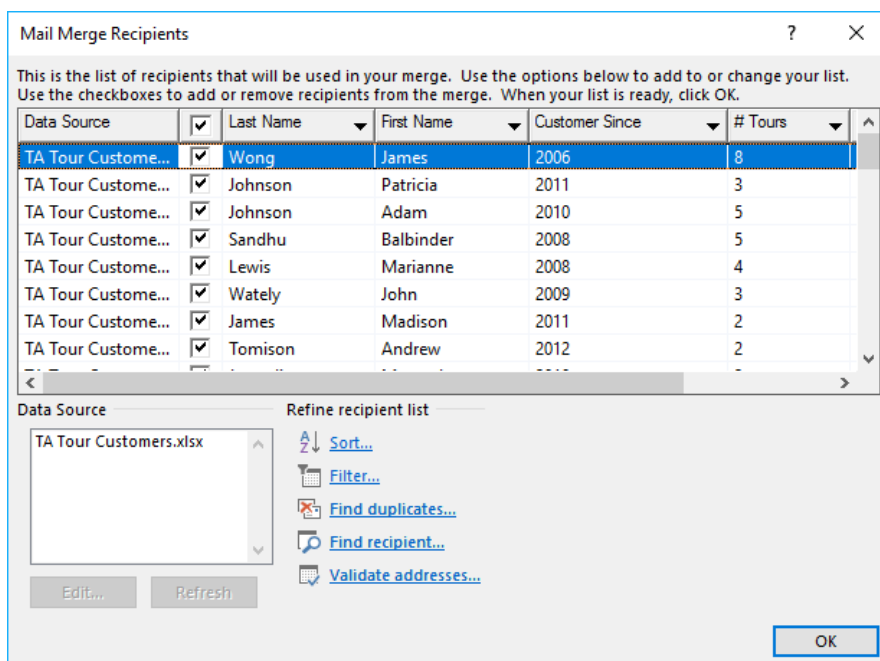 Mail Merge Recipients
This is the list of recipients that will be used in your merge. Use the options below to add to or change your list.
Use the checkboxes to add or remove recipients from the merge. When your list is ready, click OK.
Data Source Last Name First Name Customer Since # Tours
TA Tour Custome... Wong James 2006 8
TA Tour Custome... Johnson Patricia 2011 3
TA Tour Custome... Johnson Adam 2010 5
TA Tour Custome... Sandhu Balbinder 2008 5
TA Tour Custome... Lewis Marianne 2008 4
TA Tour Custome... Wately John 2009 3
TA Tour Custome... James Madison 2011 2
TA Tour Custome... Tomison Andrew 2012 2
Data Source
TA Tour Customers.xlsx
Edit...
Refresh
Refine recipient list
Sort...
Filter...
Find duplicates...
Find recipient...
Validate addresses...
OK